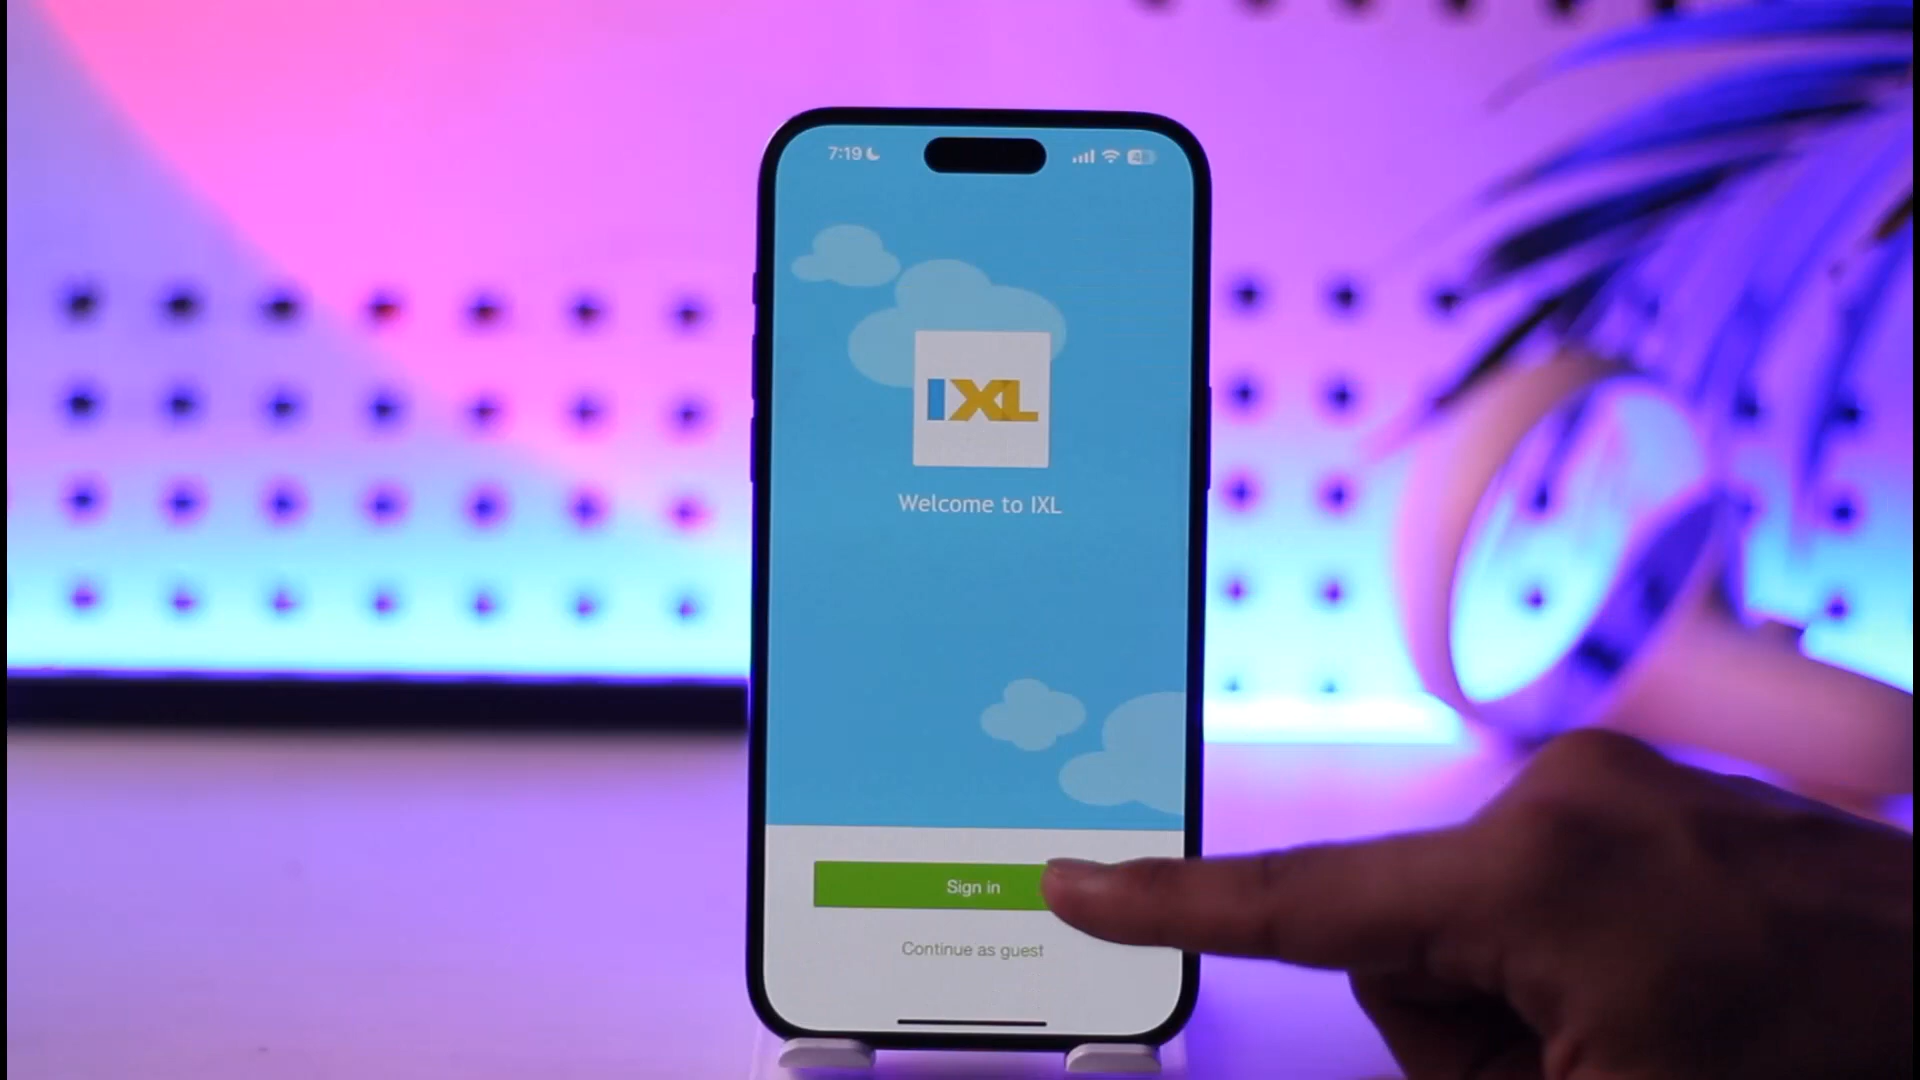 7:19
IXL
Welcome to IXL
Sign in
Continue as guest